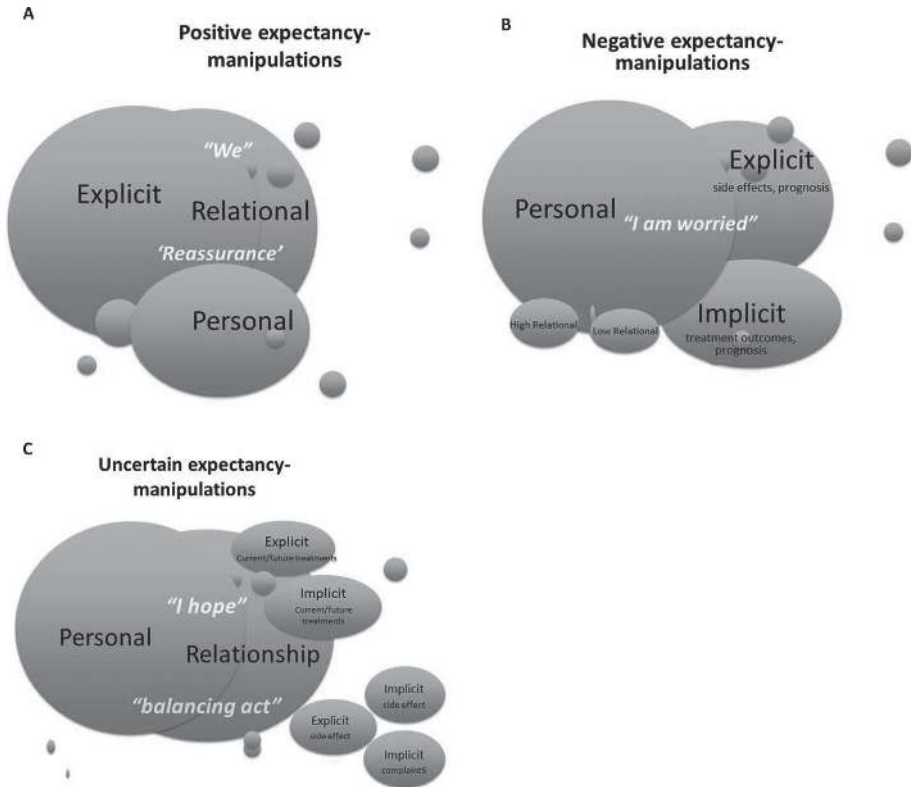 A
Positive expectancy-
manipulations
"We"
Explicit
Relational
'Reassurance'
Personal
B
Negative expectancy-
manipulations
Explicit
side effects, prognosis
Personal
"I am worried"
Implicit
treatment outcomes,
prognosis
High Relational
Low Relational
C
Uncertain expectancy-
manipulations
Explicit
Current/future treatments
Implicit
Current/future
treatments
"I hope"
Personal
Relationship
"balancing act"
Implicit
side effect
Explicit
side effect
Implicit
complaintS